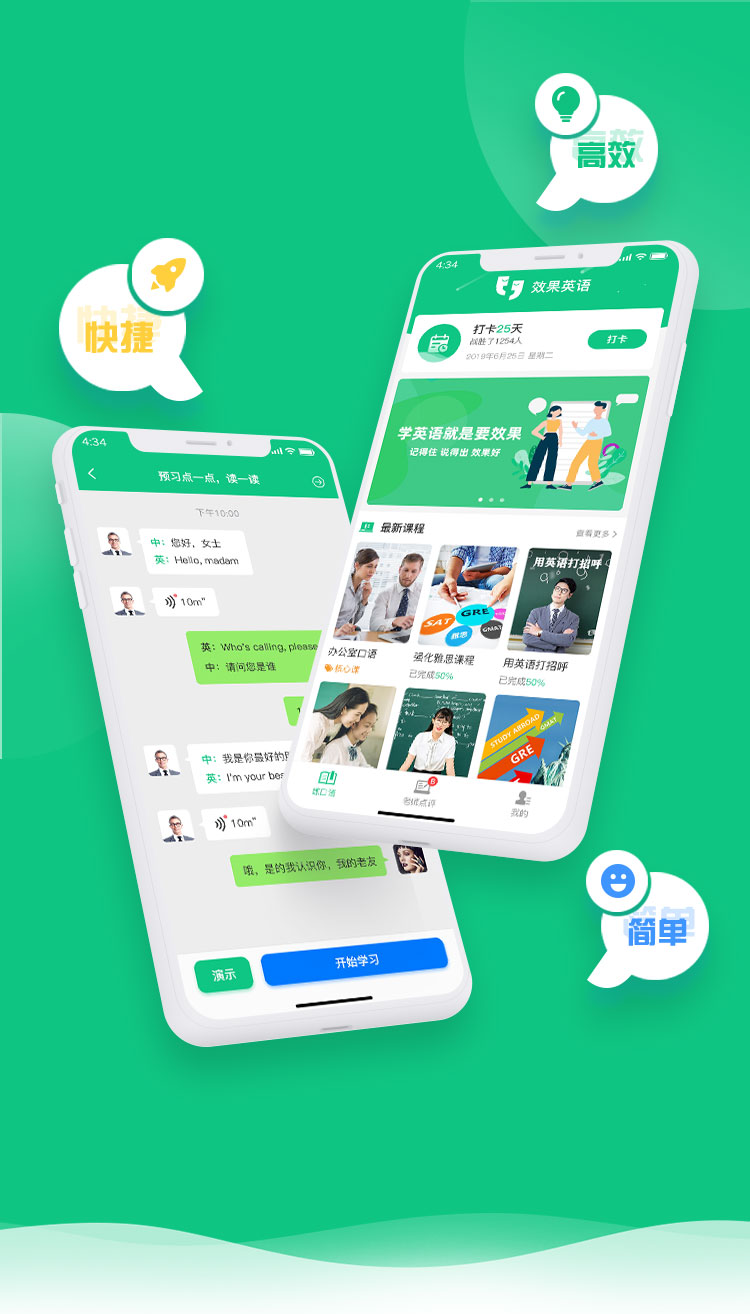 高效
快捷
4:34
效果英语
打卡25天
战胜了1254人
2019年6月25日 星期二
打卡
学英语就是要效果
记得住 说得出 效果好
最新课程
查看更多
用英语打招呼
SAT
GRE
雅思
GMAT
办公室口语
核心课
强化雅思课程
已完成50%
用英语打招呼
已完成50%
STUDY ABROAD
GMAT
GRE
练口语
6
老师点评
我的
4:34
预习点一点，读一读
下午10:00
中：您好，女士
英：Hello, madam
10m"
英：Who's calling, please
中：请问您是谁
1
中：我是你最好的
英：I'm your bes
10m"
哦，是的我认识你，我的老友
演示
开始学习
简单